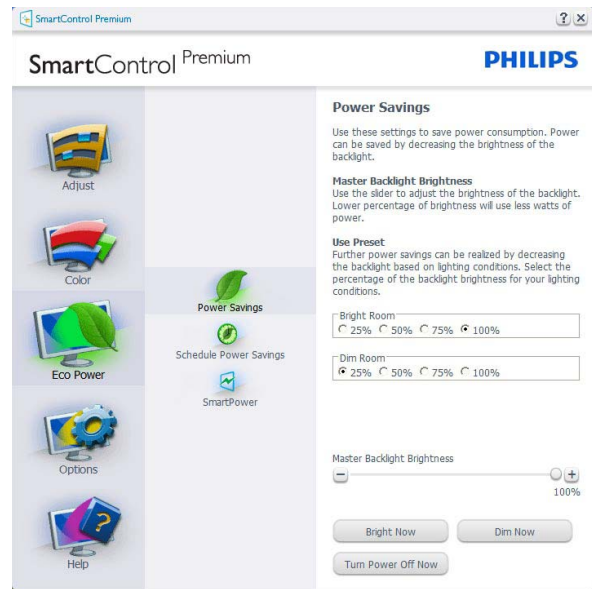 SmartControl Premium
? ×
SmartControl Premium
PHILIPS
Adjust
Color
Eco Power
Options
Help
Power Savings
Schedule Power Savings
SmartPower
Power Savings
Use these settings to save power consumption. Power
can be saved by decreasing the brightness of the
backlight.
Master Backlight Brightness
Use the slider to adjust the brightness of the backlight.
Lower percentage of brightness will use less watts of
power.
Use Preset
Further power savings can be realized by decreasing
the backlight based on lighting conditions. Select the
percentage of the backlight brightness for your lighting
conditions.
Bright Room
25% 50% 75% 100%
Dim Room
25% 50% 75% 100%
Master Backlight Brightness
100%
Bright Now Dim Now
Turn Power Off Now